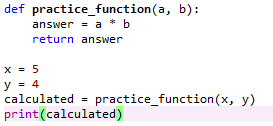 def practice_function(a, b):
    answer = a * b
    return answer

x = 5
y = 4
calculated = practice_function(x, y)
print(calculated)